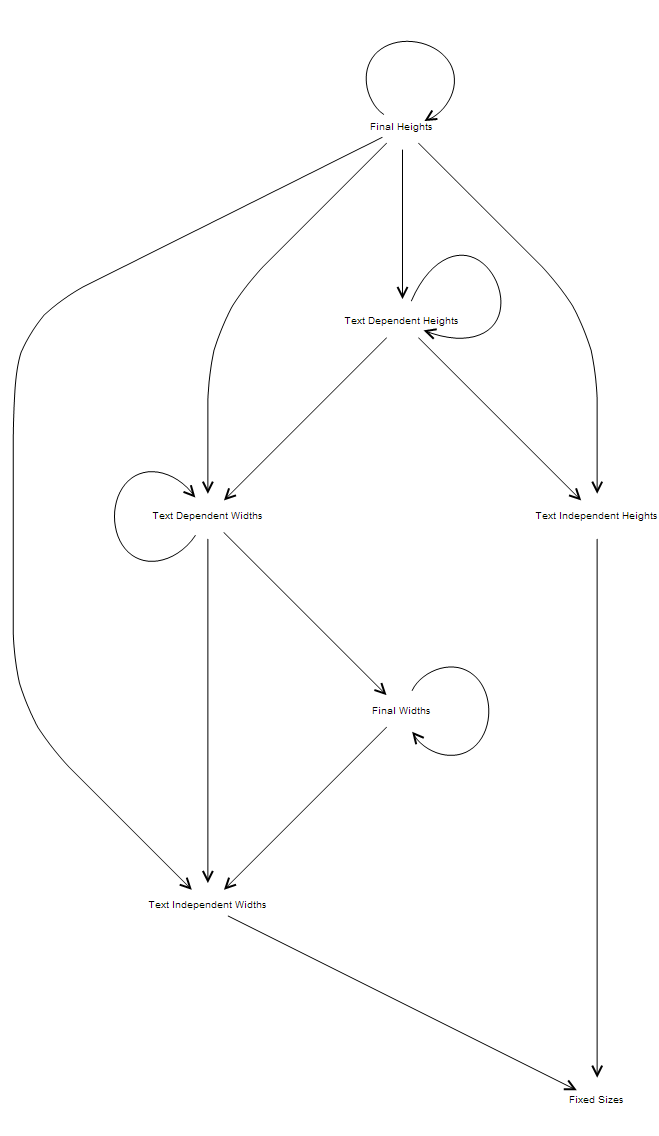 Final Heights
Text Dependent Heights
Text Dependent Widths
Text Independent Heights
Final Widths
Text Independent Widths
Fixed Sizes